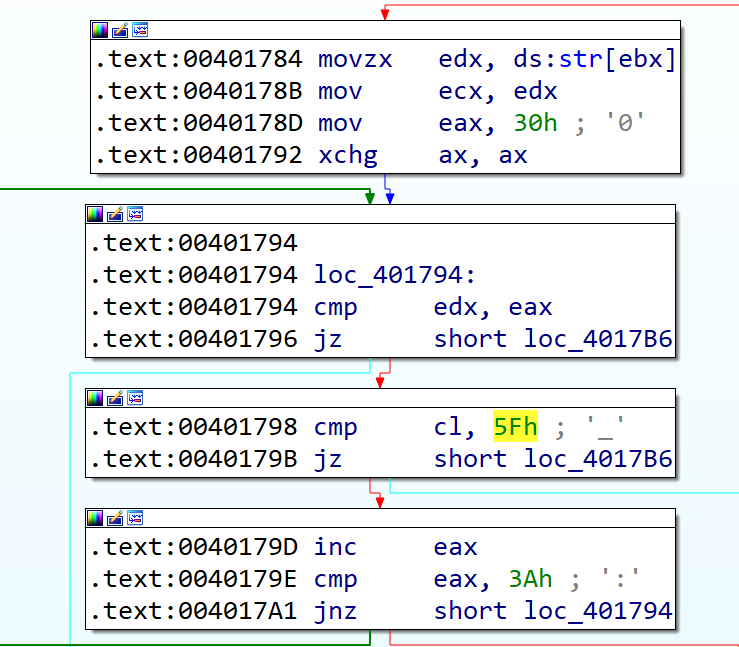 .text:00401784 movzx edx, ds:str[ebx]
.text:0040178B mov ecx, edx
.text:0040178D mov eax, 30h ; '0'
.text:00401792 xchg ax, ax
.text:00401794
.text:00401794 loc_401794:
.text:00401794 cmp edx, eax
.text:00401796 jz short loc_4017B6
.text:00401798 cmp cl, 5Fh ; '_'
.text:0040179B jz short loc_4017B6
.text:0040179D inc eax
.text:0040179E cmp eax, 3Ah ; ':'
.text:004017A1 jnz short loc_401794